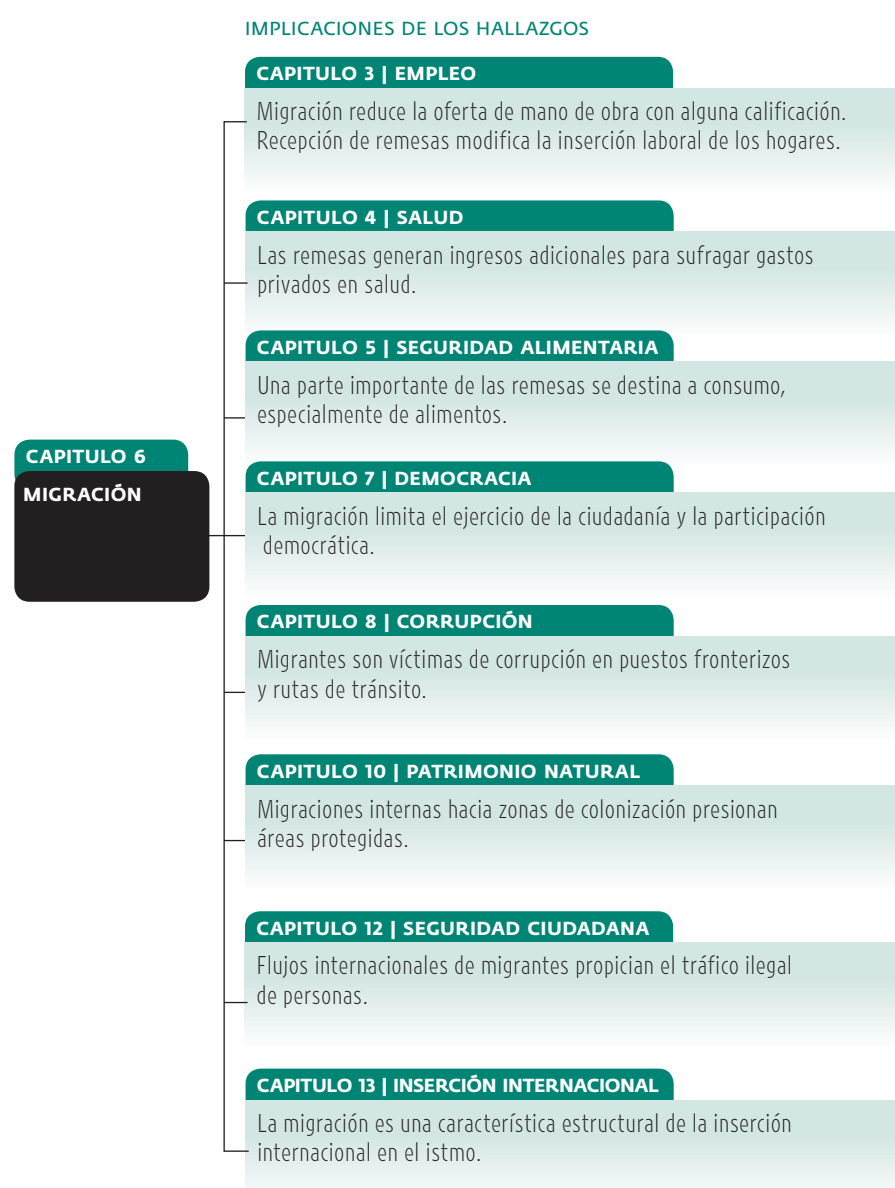 IMPLICACIONES DE LOS HALLAZGOS
CAPITULO 3 | EMPLEO
Migración reduce la oferta de mano de obra con alguna calificación.
Recepción de remesas modifica la inserción laboral de los hogares.
CAPITULO 4 | SALUD
Las remesas generan ingresos adicionales para sufragar gastos
privados en salud.
CAPITULO 5 | SEGURIDAD ALIMENTARIA
Una parte importante de las remesas se destina a consumo,
especialmente de alimentos.
CAPITULO 6
MIGRACIÓN
CAPITULO 7 | DEMOCRACIA
La migración limita el ejercicio de la ciudadanía y la participación
democrática.
CAPITULO 8 | CORRUPCIÓN
Migrantes son víctimas de corrupción en puestos fronterizos
y rutas de tránsito.
CAPITULO 10 | PATRIMONIO NATURAL
Migraciones internas hacia zonas de colonización presionan
áreas protegidas.
CAPITULO 12 | SEGURIDAD CIUDADANA
Flujos internacionales de migrantes propician el tráfico ilegal
de personas.
CAPITULO 13 | INSERCIÓN INTERNACIONAL
La migración es una característica estructural de la inserción
internacional en el istmo.